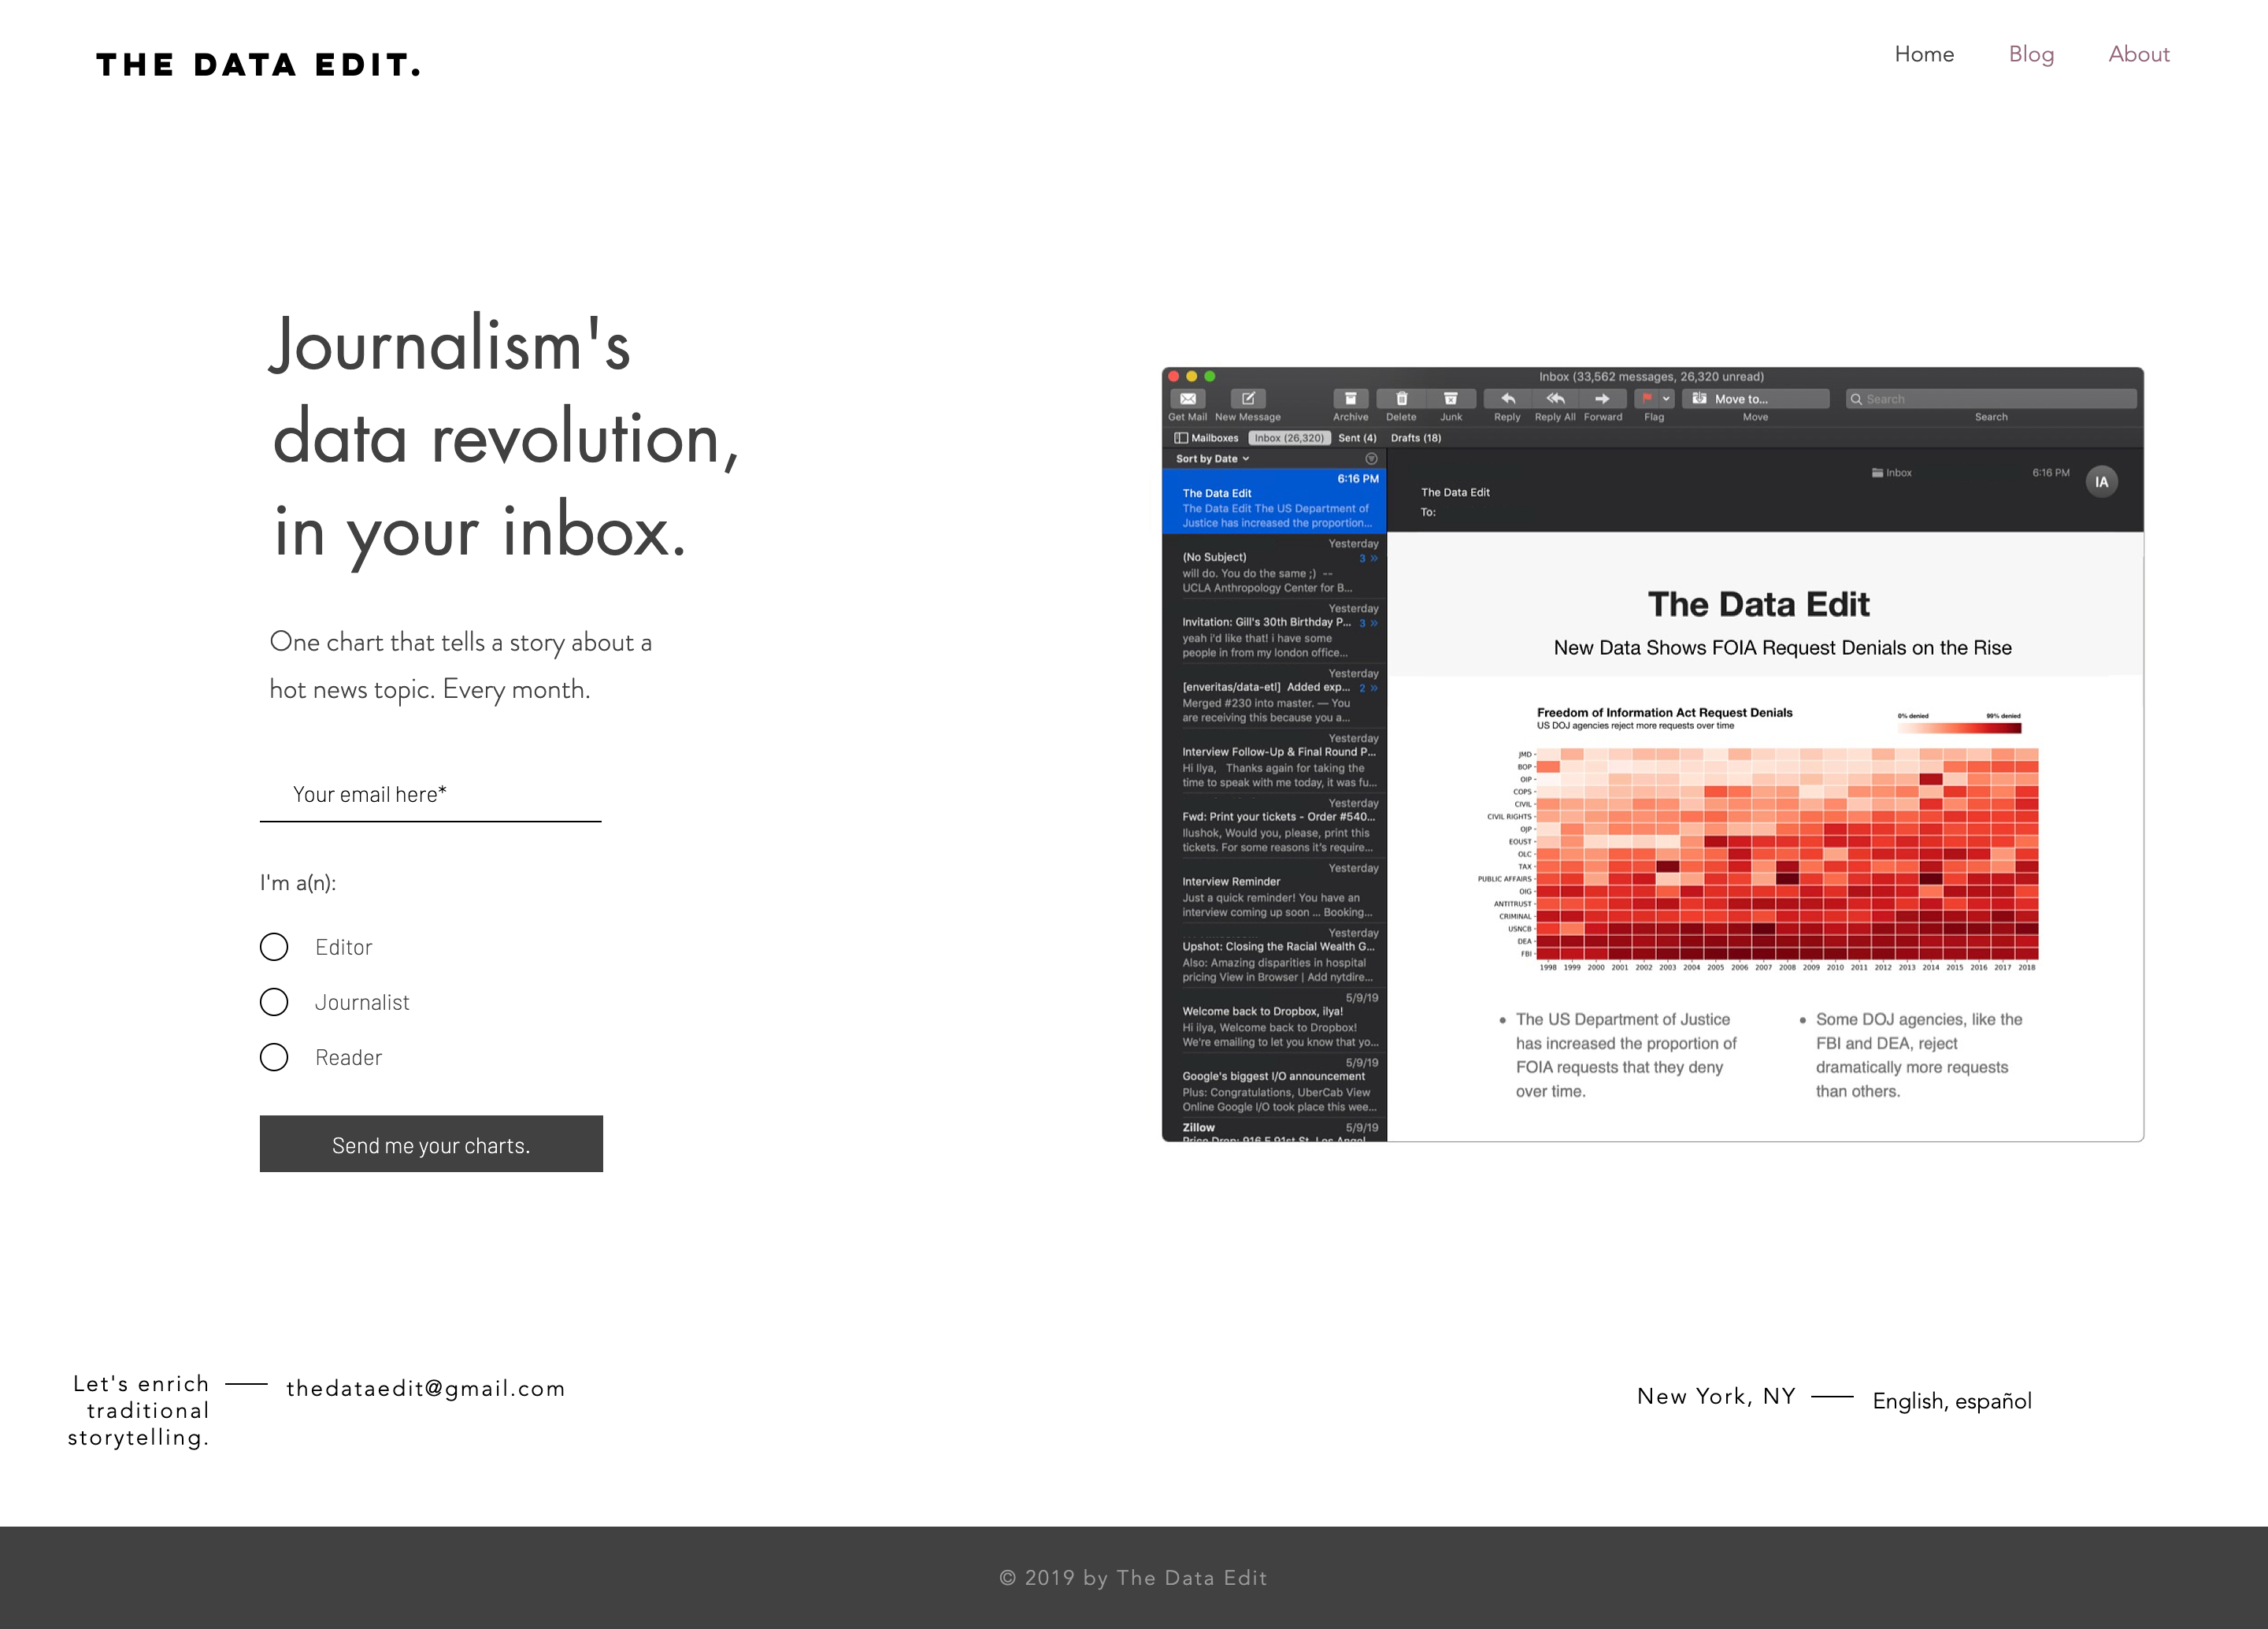 THE DATA EDIT.
Home
Blog
About
Journalism's
data revolution,
in your inbox.
One chart that tells a story about a
hot news topic. Every month.
Your email here*
I'm a(n):
Editor
Journalist
Reader
Send me your charts.
Inbox (33,562 messages, 26,320 unread)
Move to...
Search
Get Mail
New Message
Archive
Delete
Junk
Reply
Reply All
Forward
Flag
Move
Search
Mailboxes
Inbox (26,320)
Sent (4)
Drafts (18)
Sort by Date
6:16 PM
The Data Edit
The Data Edit The US Department of
Justice has increased the proportion...
Yesterday
(No Subject)
3 »
will do. You do the same ;) --
UCLA Anthropology Center for B...
Yesterday
Invitation: Gill's 30th Birthday P...
3 »
yeah i'd like that! i have some
people in from my london office...
Yesterday
[enveritas/data-etl] Added exp...
2 »
Merged #230 into master. — You
are receiving this because you a...
Yesterday
Interview Follow-Up & Final Round P...
Hi Ilya, Thanks again for taking the
time to speak with me today, it was fu...
Yesterday
Fwd: Print your tickets - Order #540...
Ilushok, Would you, please, print this
tickets. For some reasons it's require...
Yesterday
Interview Reminder
Just a quick reminder! You have an
interview coming up soon ... Booking...
Yesterday
Upshot: Closing the Racial Wealth G...
Also: Amazing disparities in hospital
pricing View in Browser | Add nytdire...
5/9/19
Welcome back to Dropbox, ilya!
Hi ilya, Welcome back to Dropbox!
We're emailing to let you know that yo...
5/9/19
Google's biggest I/O announcement
Plus: Congratulations, UberCab View
Online Google I/O took place this wee...
Zillow
5/9/19
Inbox
6:16 PM
IA
The Data Edit
To:
The Data Edit
New Data Shows FOIA Request Denials on the Rise
Freedom of Information Act Request Denials
US DOJ agencies reject more requests over time
0% denied
99% denied
JMD
BOP
OIP
COPS
CIVIL
CIVIL RIGHTS
OJP
EOUST
OLC
TAX
PUBLIC AFFAIRS
OIG
ANTITRUST
CRIMINAL
USNCB
DEA
FBI
1998 1999 2000 2001 2002 2003 2004 2005 2006 2007 2008 2009 2010 2011 2012 2013 2014 2015 2016 2017 2018
• The US Department of Justice
has increased the proportion of
FOIA requests that they deny
over time.
• Some DOJ agencies, like the
FBI and DEA, reject
dramatically more requests
than others.
Let's enrich
traditional
storytelling.
thedataedit@gmail.com
New York, NY
English, español
© 2019 by The Data Edit